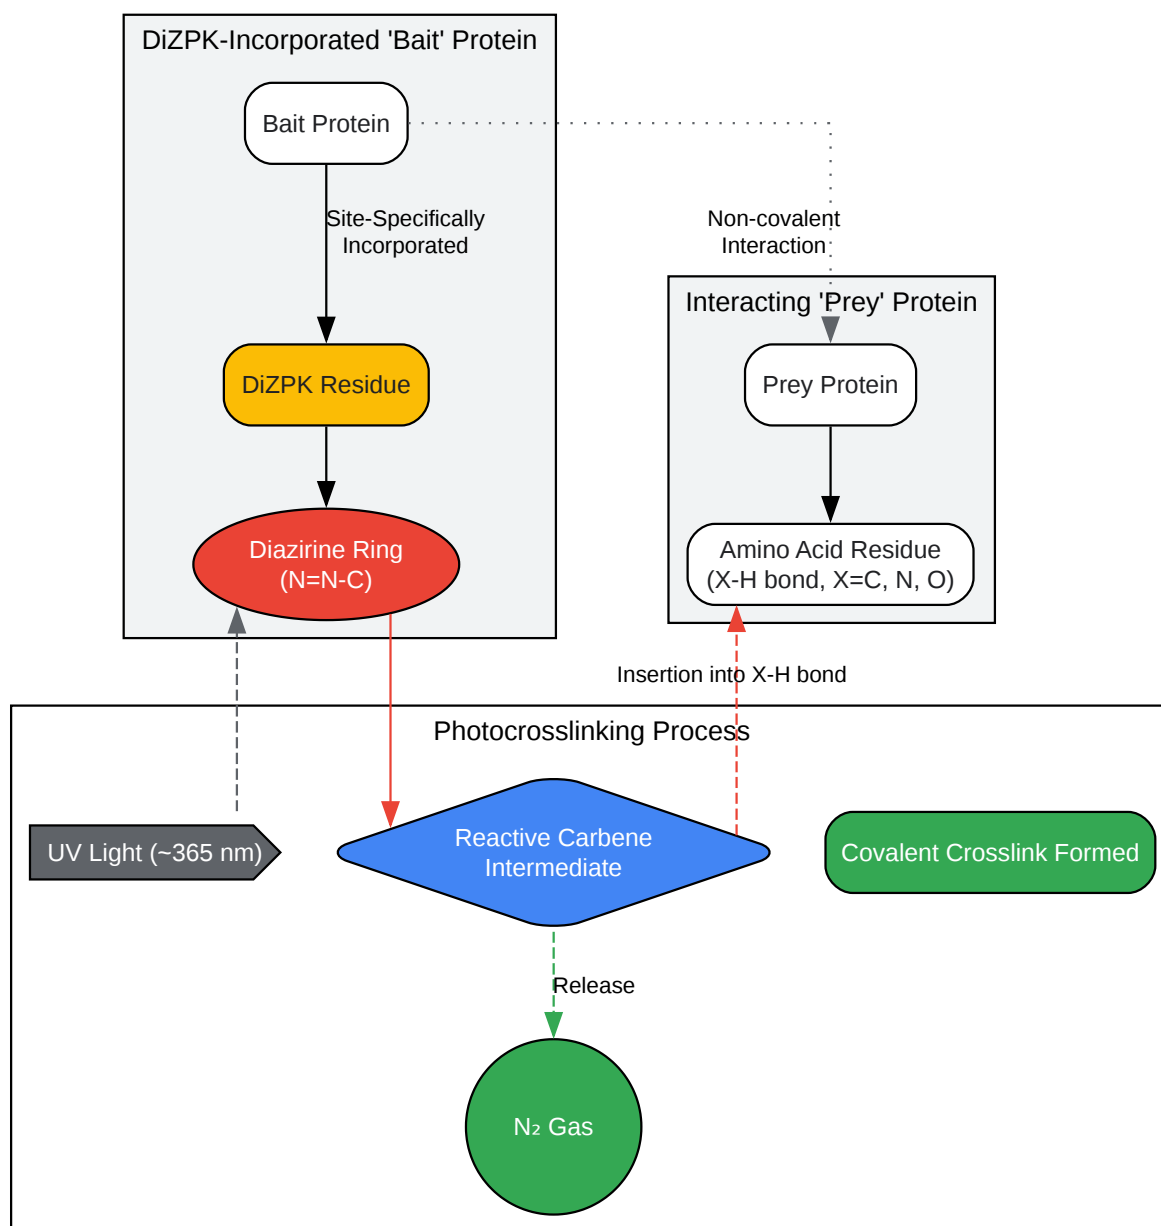 DiZPK-Incorporated 'Bait' Protein
Bait Protein
Site-Specifically
Incorporated
Non-covalent
Interaction
Interacting 'Prey' Protein
DiZPK Residue
Prey Protein
Diazirine Ring
(N=N-C)
Amino Acid Residue
(X-H bond, X=C, N, O)
Insertion into X-H bond
Photocrosslinking Process
UV Light (~365 nm)
Reactive Carbene
Intermediate
Covalent Crosslink Formed
Release
N₂ Gas